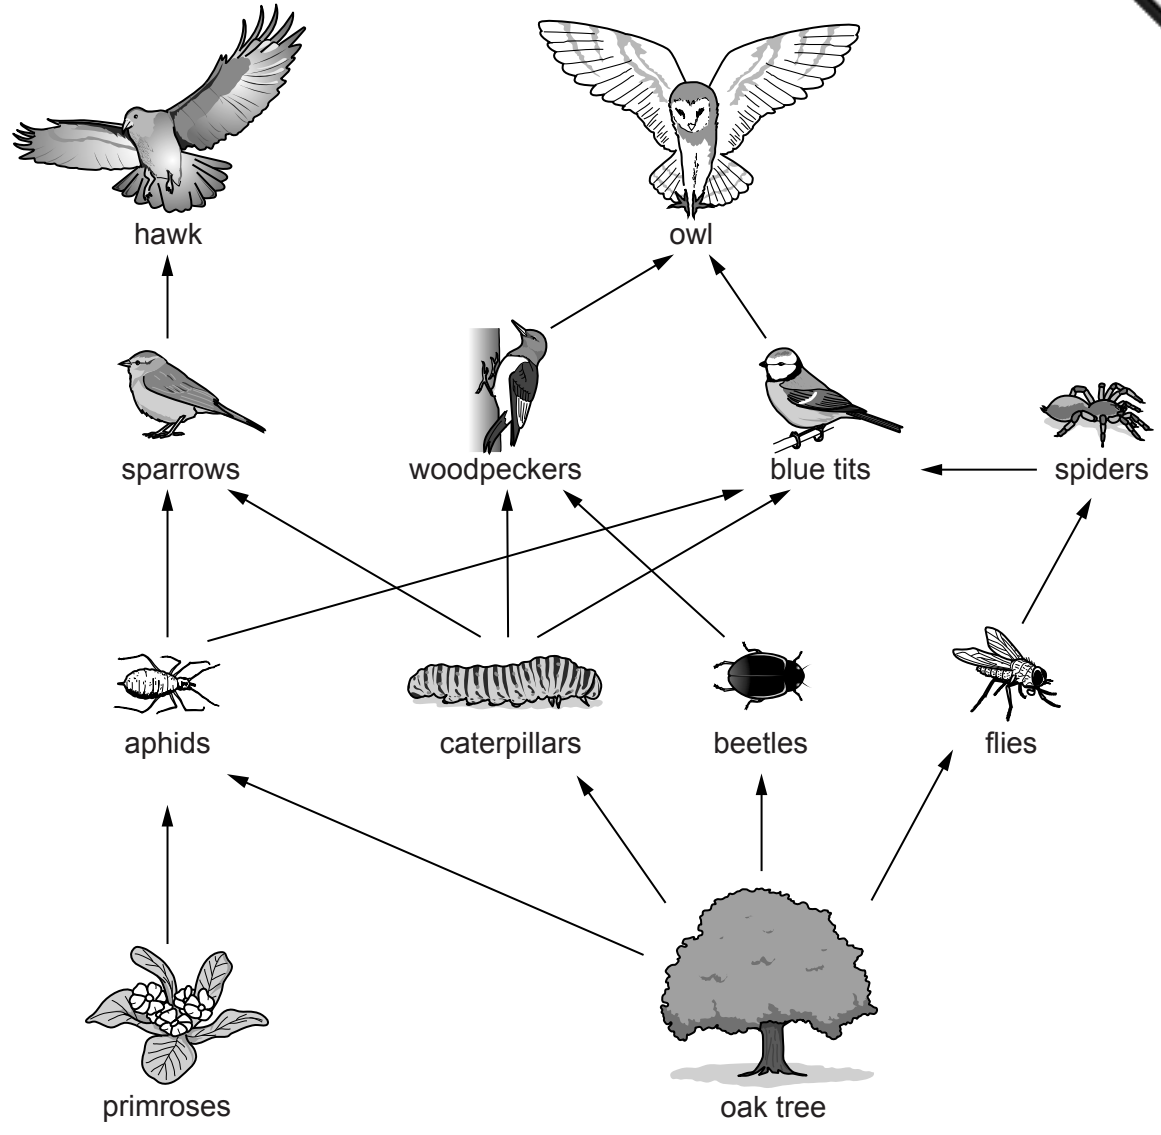 hawk
owl
sparrows
woodpeckers
blue tits
spiders
aphids
caterpillars
beetles
flies
primroses
oak tree